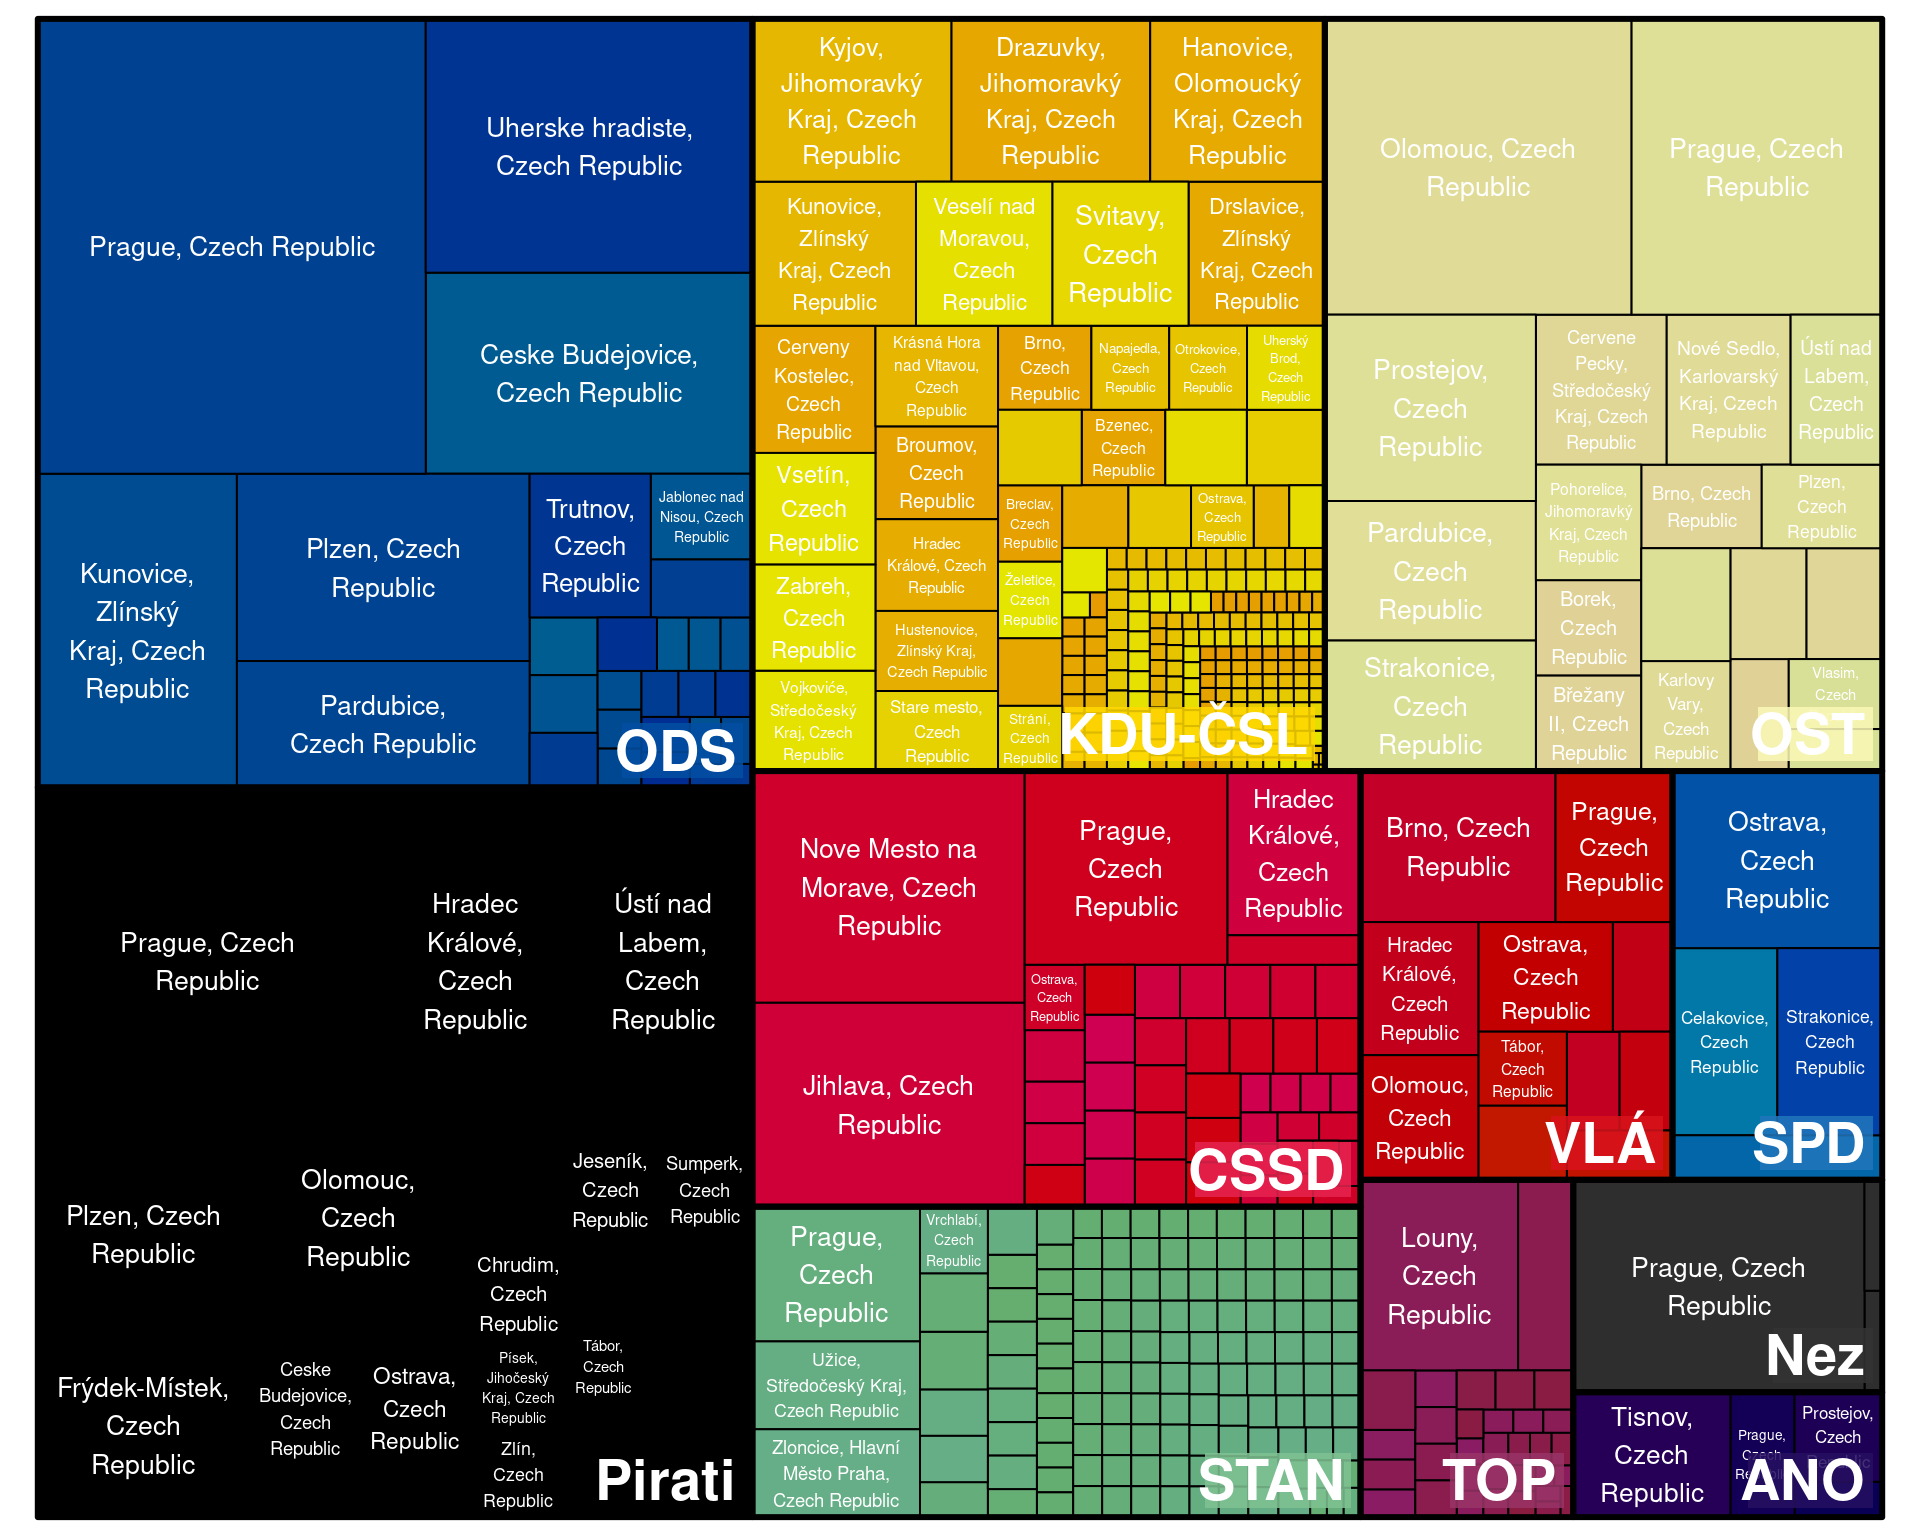 Prague, Czech Republic
Uherske hradiste,
Czech Republic
Ceske Budejovice,
Czech Republic
Kunovice,
Zlínský
Kraj, Czech
Republic
Plzen, Czech
Republic
Pardubice,
Czech Republic
Trutnov,
Czech
Republic
Jablonec nad
Nisou, Czech
Republic
ODS
Kyjov,
Jihomoravký
Kraj, Czech
Republic
Drazuvky,
Jihomoravký
Kraj, Czech
Republic
Hanovice,
Olomoucký
Kraj, Czech
Republic
Kunovice,
Zlínský
Kraj, Czech
Republic
Veselí nad
Moravou,
Czech
Republic
Svitavy,
Czech
Republic
Drslavice,
Zlínský
Kraj, Czech
Republic
Cerveny
Kostelec,
Czech
Republic
Krásná Hora
nad Vltavou,
Czech
Republic
Brno,
Czech
Republic
Napajedla,
Czech
Republic
Otrokovice,
Czech
Republic
Uherský
Brod,
Czech
Republic
Vsetín,
Czech
Republic
Broumov,
Czech
Republic
Bzenec,
Czech
Republic
Zabreh,
Czech
Republic
Hradec
Králové, Czech
Republic
Breclav,
Czech
Republic
Ostrava,
Czech
Republic
Želetice,
Czech
Republic
Hustenovice,
Zlínský Kraj,
Czech Republic
Vojkoviće,
Středočeský
Kraj, Czech
Republic
Stare mesto,
Czech
Republic
Strání,
Czech
Republic
KDU-ČSL
Olomouc, Czech
Republic
Prague, Czech
Republic
Prostejov,
Czech
Republic
Cervene
Pecky,
Středočeský
Kraj, Czech
Republic
Nové Sedlo,
Karlovarský
Kraj, Czech
Republic
Ústí nad
Labem,
Czech
Republic
Pohorelice,
Jihomoravký
Kraj, Czech
Republic
Brno, Czech
Republic
Plzen,
Czech
Republic
Pardubice,
Czech
Republic
Borek,
Czech
Republic
Strakonice,
Czech
Republic
Břežany
II, Czech
Republic
Karlovy
Vary,
Czech
Republic
Vlasim,
Czech
OST
Prague, Czech
Republic
Hradec
Králové,
Czech
Republic
Ústí nad
Labem,
Czech
Republic
Plzen, Czech
Republic
Olomouc,
Czech
Republic
Jeseník,
Czech
Republic
Sumperk,
Czech
Republic
Chrudim,
Czech
Republic
Frýdek-Místek,
Czech
Republic
Ceske
Budejovice,
Czech
Republic
Ostrava,
Czech
Republic
Písek,
Jihočeský
Kraj, Czech
Republic
Tábor,
Czech
Republic
Zlín,
Czech
Republic
Pirati
Nove Mesto na
Morave, Czech
Republic
Prague,
Czech
Republic
Hradec
Králové,
Czech
Republic
Jihlava, Czech
Republic
Ostrava,
Czech
Republic
CSSD
Brno, Czech
Republic
Prague,
Czech
Republic
Hradec
Králové,
Czech
Republic
Ostrava,
Czech
Republic
Olomouc,
Czech
Republic
Tábor,
Czech
Republic
VLÁ
Ostrava,
Czech
Republic
Celakovice,
Czech
Republic
Strakonice,
Czech
Republic
SPD
Prague,
Czech
Republic
Vrchlabí,
Czech
Republic
Užice,
Středočeský Kraj,
Czech Republic
Zloncice, Hlavní
Město Praha,
Czech Republic
STAN
Louny,
Czech
Republic
TOP
Prague, Czech
Republic
Nez
Tisnov,
Czech
Republic
Prague,
Czech
Prostejov,
Czech
ANO